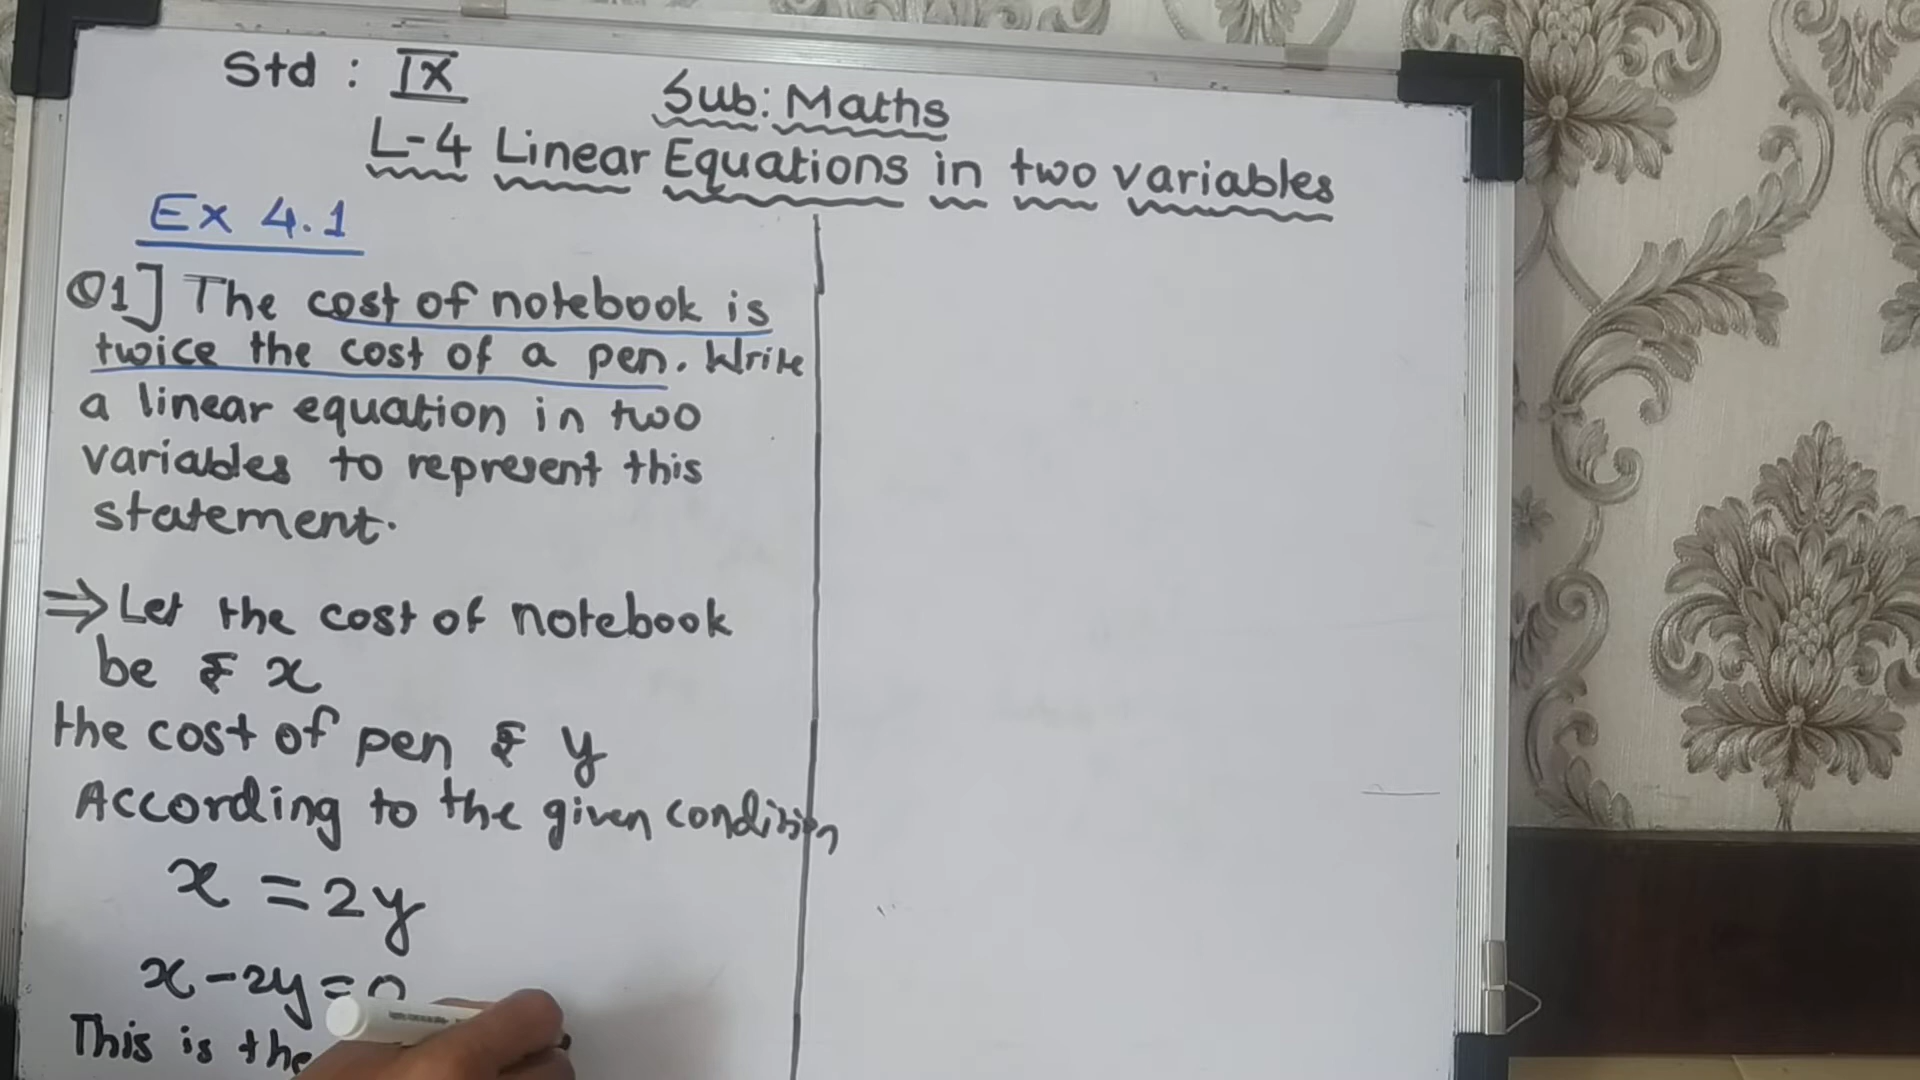 Std : IX
Sub: Maths
L-4 Linear Equations in two variables
Ex 4.1
Q1] The cost of notebook is
twice the cost of a pen. Write
a linear equation in two
variables to represent this
statement.
⇒ Let the cost of notebook
be ₹ x
the cost of pen ₹ y
According to the given condition
x = 2y
x - 2y = 0
This is the